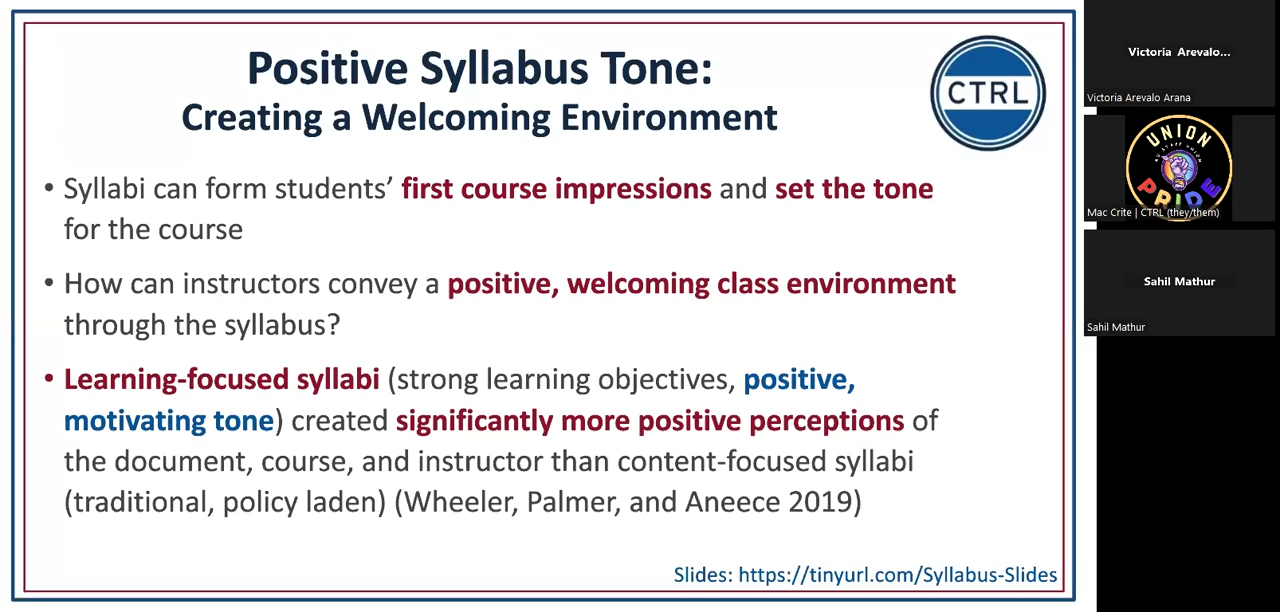 Positive Syllabus Tone:
Creating a Welcoming Environment
CTRL
• Syllabi can form students’ first course impressions and set the tone
for the course
• How can instructors convey a positive, welcoming class environment
through the syllabus?
• Learning-focused syllabi (strong learning objectives, positive,
motivating tone) created significantly more positive perceptions of
the document, course, and instructor than content-focused syllabi
(traditional, policy laden) (Wheeler, Palmer, and Aneece 2019)
Slides: https://tinyurl.com/Syllabus-Slides
Victoria Arevalo...
Victoria Arevalo Arana
UNION
AU STAFF UNION
PRIDE
Mac Crite | CTRL (they/them)
Sahil Mathur
Sahil Mathur